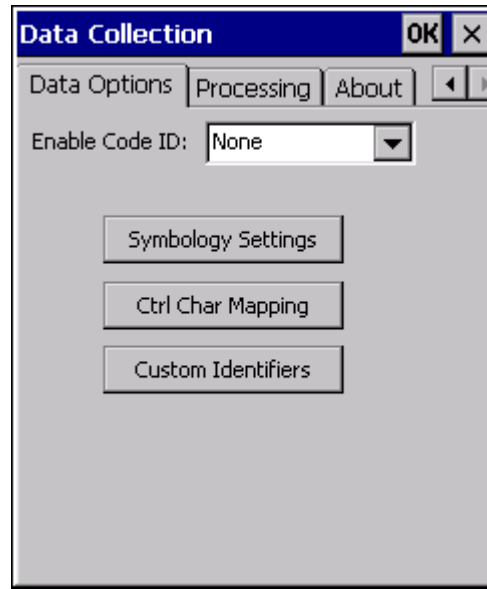 Data Collection OK ×
Data Options Processing About
Enable Code ID: None
Symbology Settings
Ctrl Char Mapping
Custom Identifiers